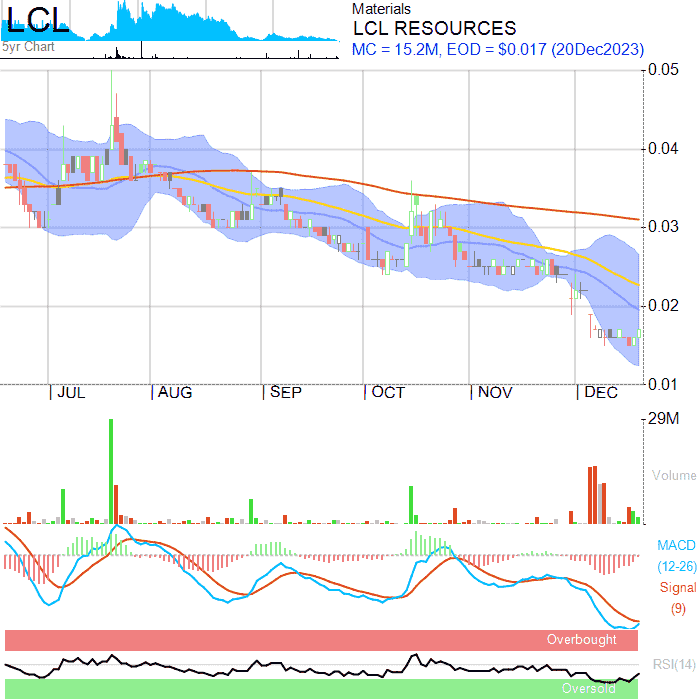 LCL
5yr Chart
Materials
LCL RESOURCES
MC = 15.2M, EOD = $0.017 (20Dec2023)
0.05
0.04
0.03
0.02
0.01
JUL
AUG
SEP
OCT
NOV
DEC
29M
Volume
MACD
(12-26)
Signal
(9)
Overbought
RSI(14)
Oversold